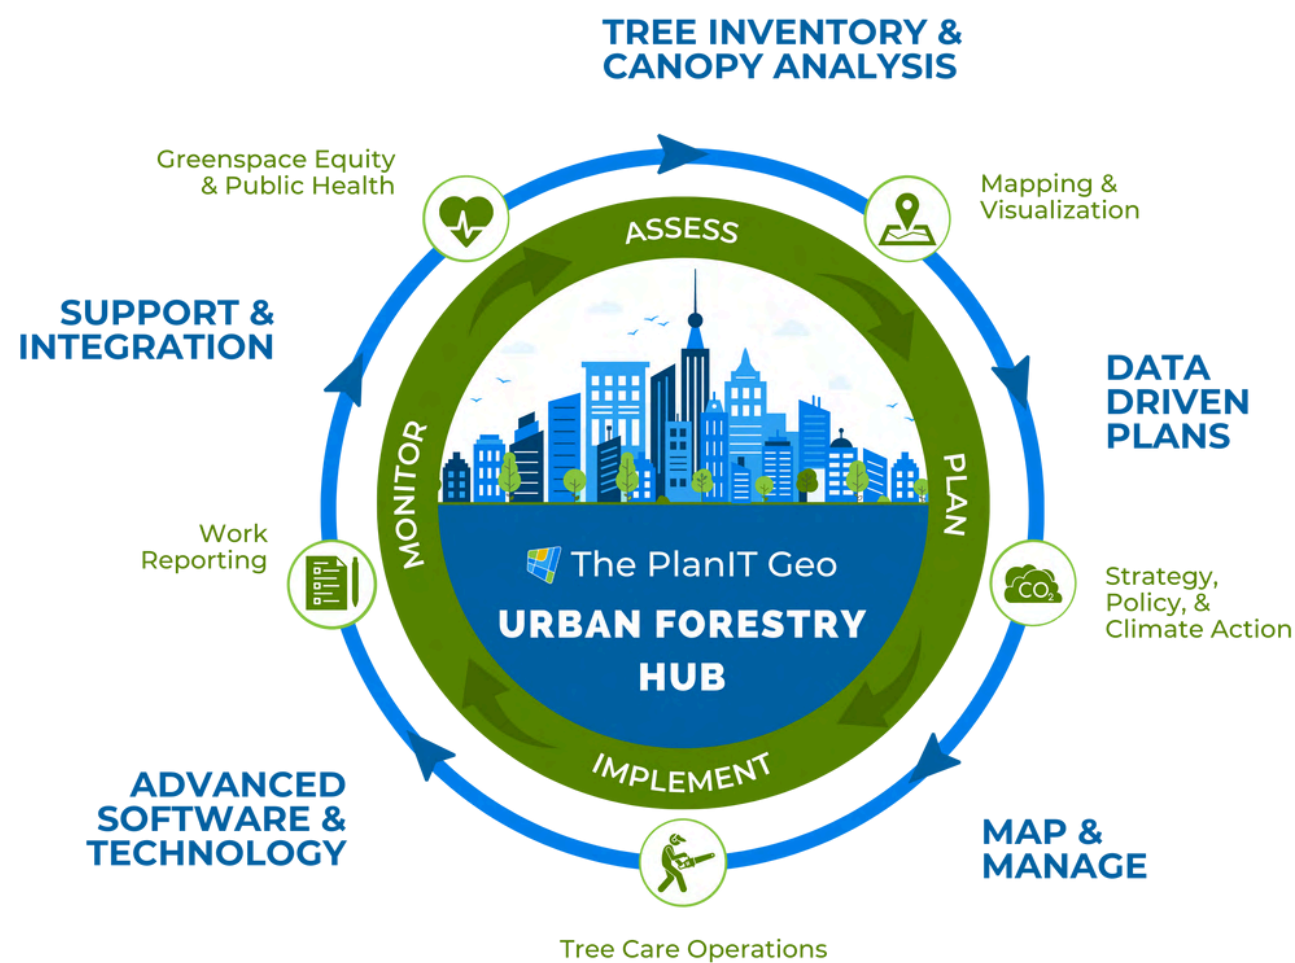 TREE INVENTORY &
CANOPY ANALYSIS
Greenspace Equity
& Public Health
Mapping &
Visualization
ASSESS
SUPPORT &
INTEGRATION
DATA
DRIVEN
PLANS
MONITOR
PLAN
Work
Reporting
The PlanIT Geo
URBAN FORESTRY
HUB
CO2
Strategy,
Policy, &
Climate Action
IMPLEMENT
ADVANCED
SOFTWARE &
TECHNOLOGY
MAP &
MANAGE
Tree Care Operations